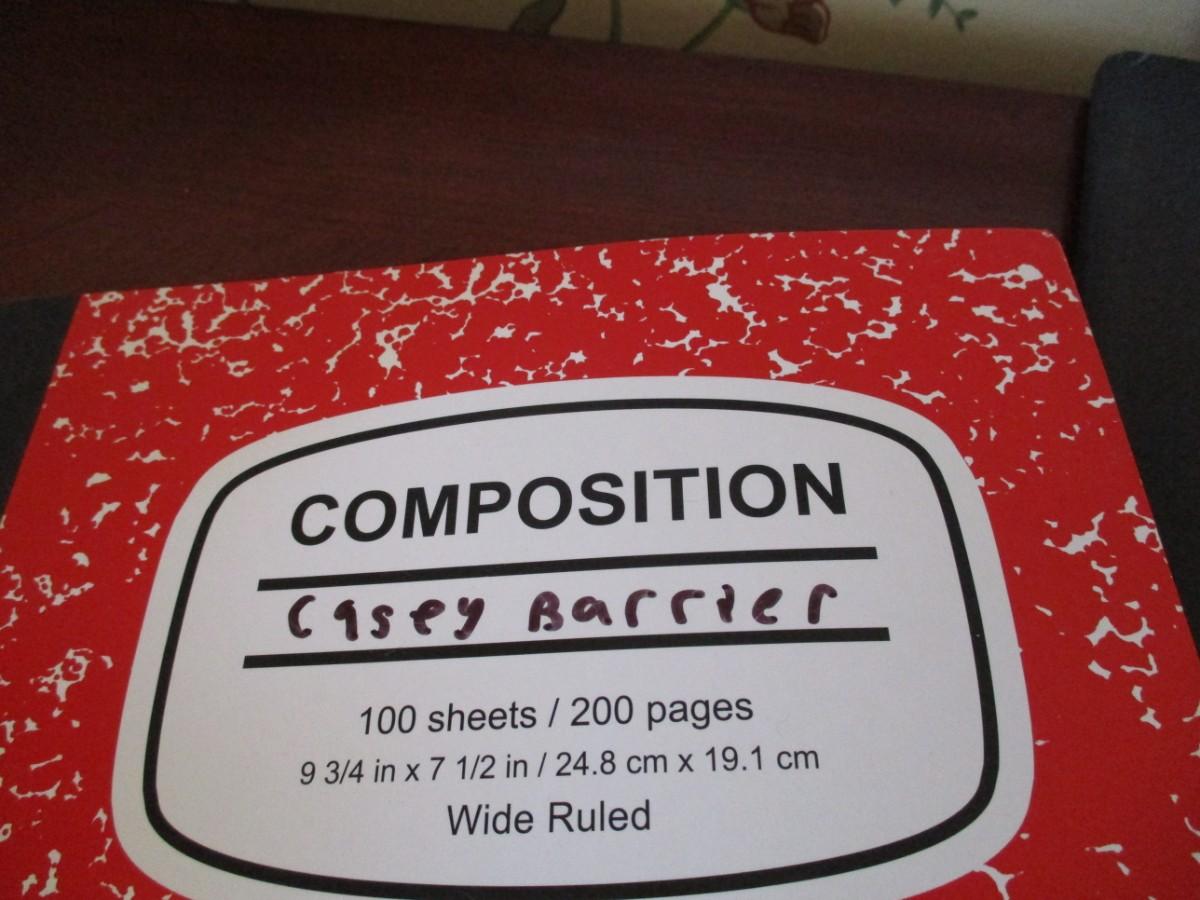 COMPOSITION
Casey Barrier
100 sheets / 200 pages
9 3/4 in x 7 1/2 in / 24.8 cm x 19.1 cm
Wide Ruled